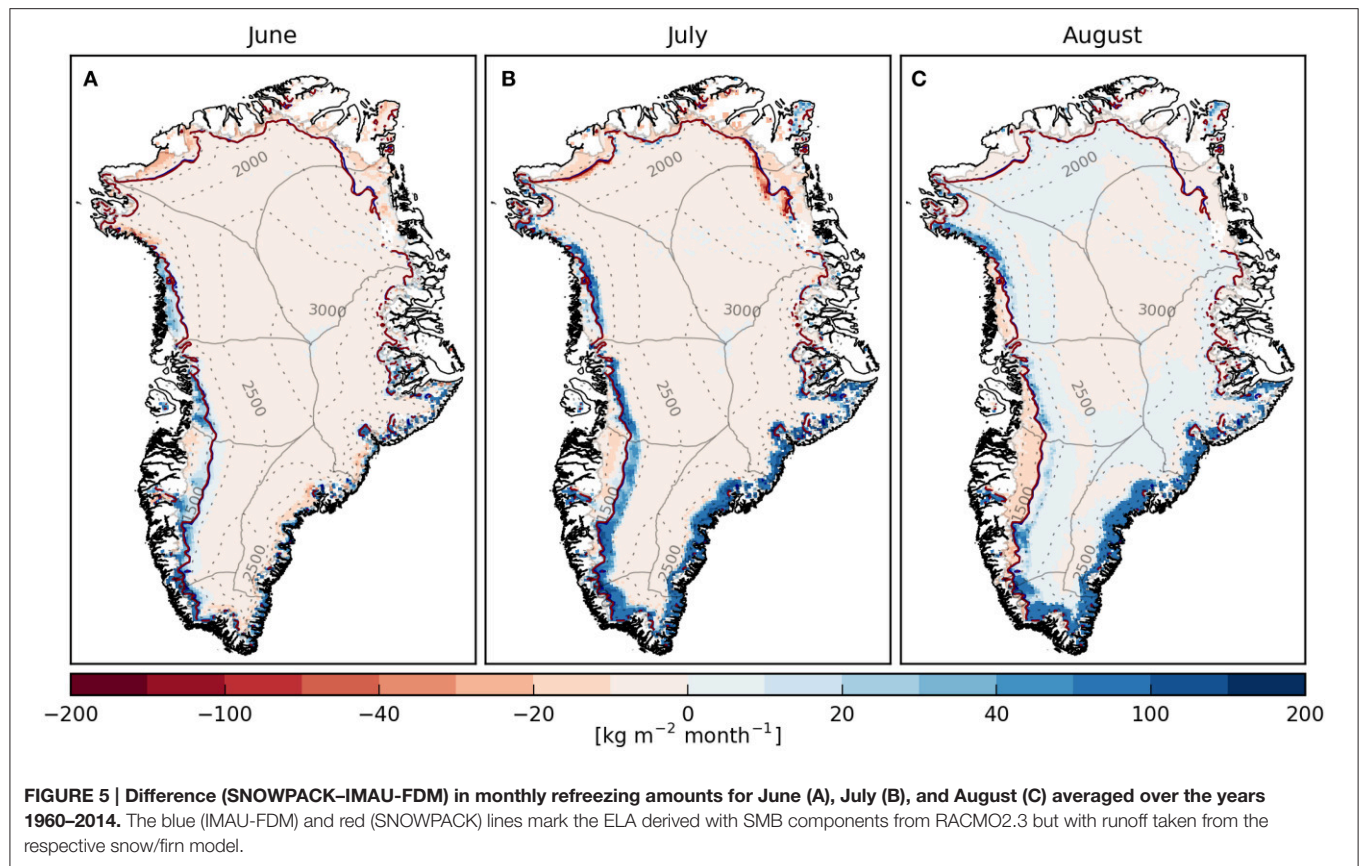 June
July
August
A
B
C
2000
3000
2500
1500
2500
2000
3000
2500
1500
2500
2000
3000
2500
1500
2500
−200
−100
−40
−20
0
20
40
100
200
[kg m⁻² month⁻¹]
FIGURE 5 | Difference (SNOWPACK–IMAU-FDM) in monthly refreezing amounts for June (A), July (B), and August (C) averaged over the years
1960–2014. The blue (IMAU-FDM) and red (SNOWPACK) lines mark the ELA derived with SMB components from RACMO2.3 but with runoff taken from the
respective snow/firn model.